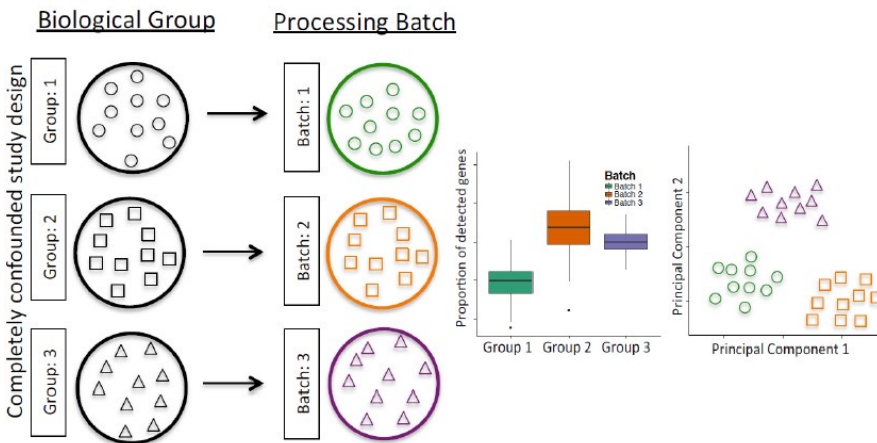 Biological Group
Processing Batch
Completely confounded study design
Group: 1
Batch: 1
Group: 2
Batch: 2
Group: 3
Batch: 3
Proportion of detected genes
Batch
Batch 1
Batch 2
Batch 3
Group 1
Group 2
Group 3
Principal Component 2
Principal Component 1